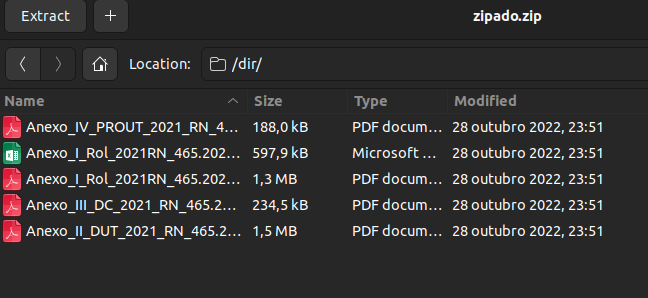 Extract + zipado.zip
Location: /dir/
Name Size Type Modified
Anexo_IV_PROUT_2021_RN_4... 188,0 kB PDF docum... 28 outubro 2022, 23:51
Anexo_I_Rol_2021RN_465.202... 597,9 kB Microsoft ... 28 outubro 2022, 23:51
Anexo_I_Rol_2021RN_465.202... 1,3 MB PDF docum... 28 outubro 2022, 23:51
Anexo_III_DC_2021_RN_465.2... 234,5 kB PDF docum... 28 outubro 2022, 23:51
Anexo_II_DUT_2021_RN_465.2... 1,5 MB PDF docum... 28 outubro 2022, 23:51